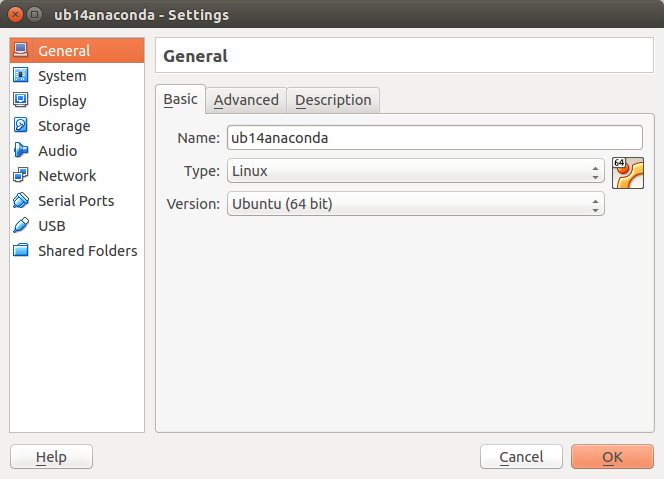 ub14anaconda - Settings
General
System
Display
Storage
Audio
Network
Serial Ports
USB
Shared Folders
General
Basic Advanced Description
Name: ub14anaconda
Type: Linux
64
Version: Ubuntu (64 bit)
Help Cancel OK